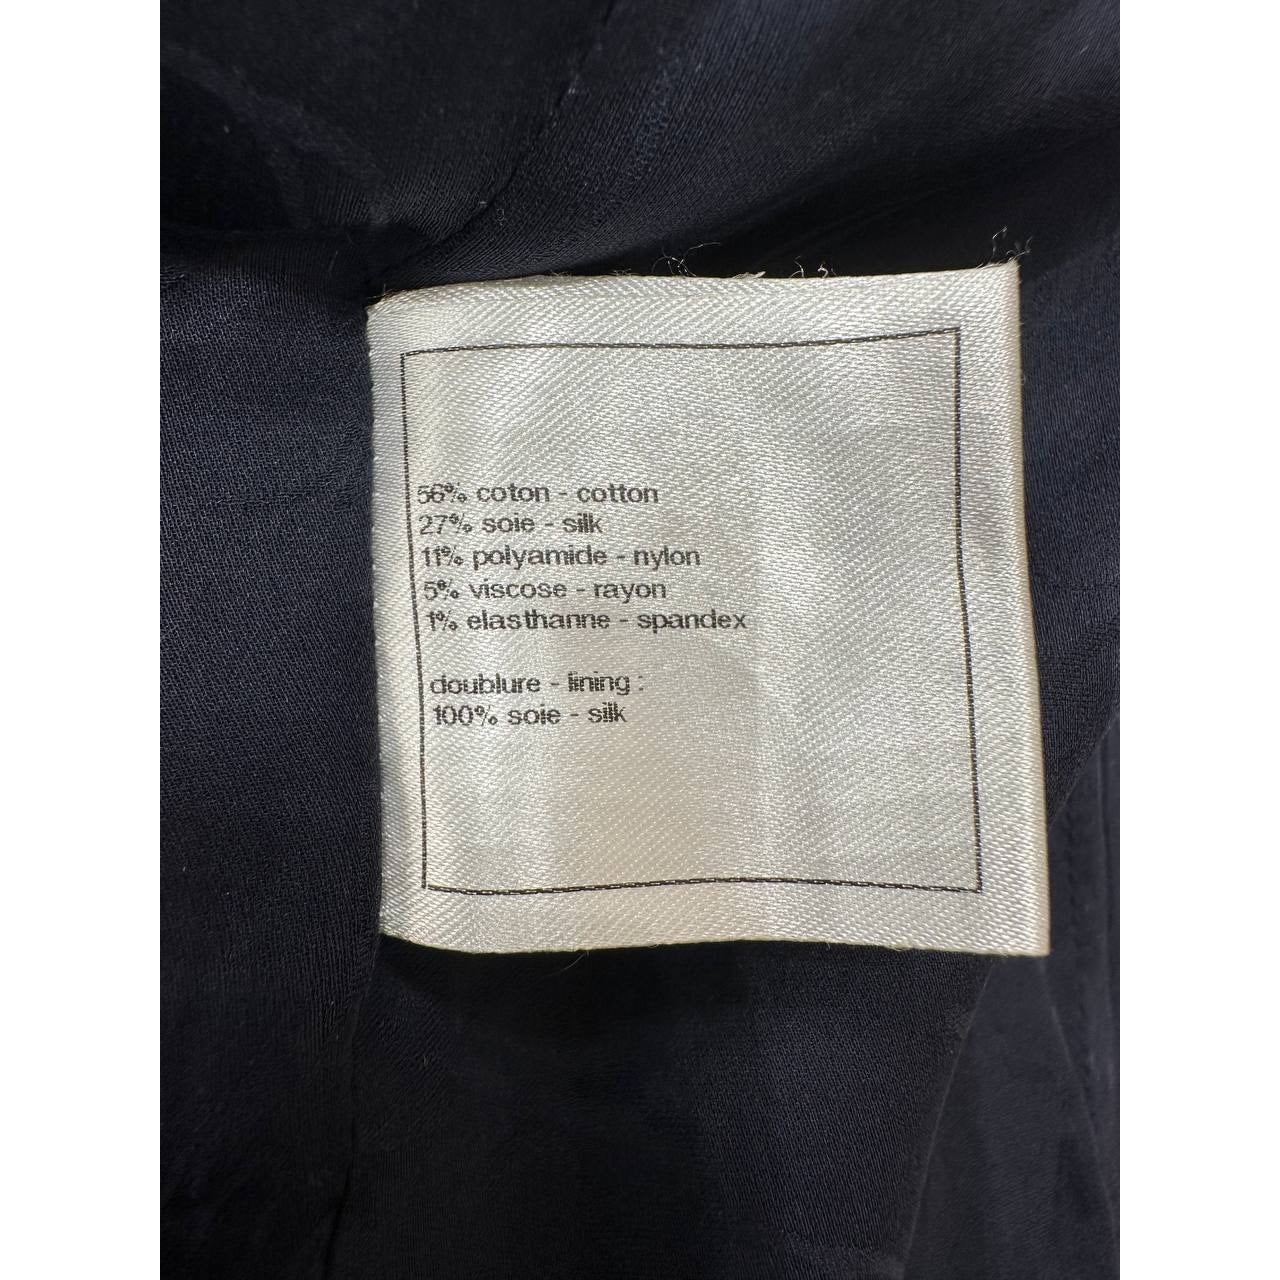 56% coton - cotton
27% soie - silk
11% polyamide - nylon
5% viscose - rayon
1% elasthanne - spandex
doublure - lining :
100% soie - silk